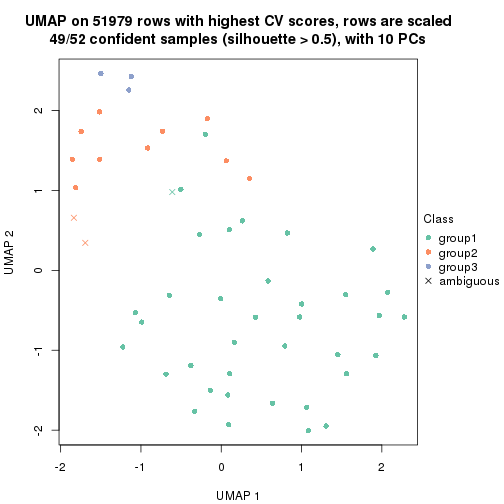 UMAP on 51979 rows with highest CV scores, rows are scaled
49/52 confident samples (silhouette > 0.5), with 10 PCs
UMAP 2
2
1
0
-1
-2
-2
-1
0
1
2
UMAP 1
Class
group1
group2
group3
ambiguous